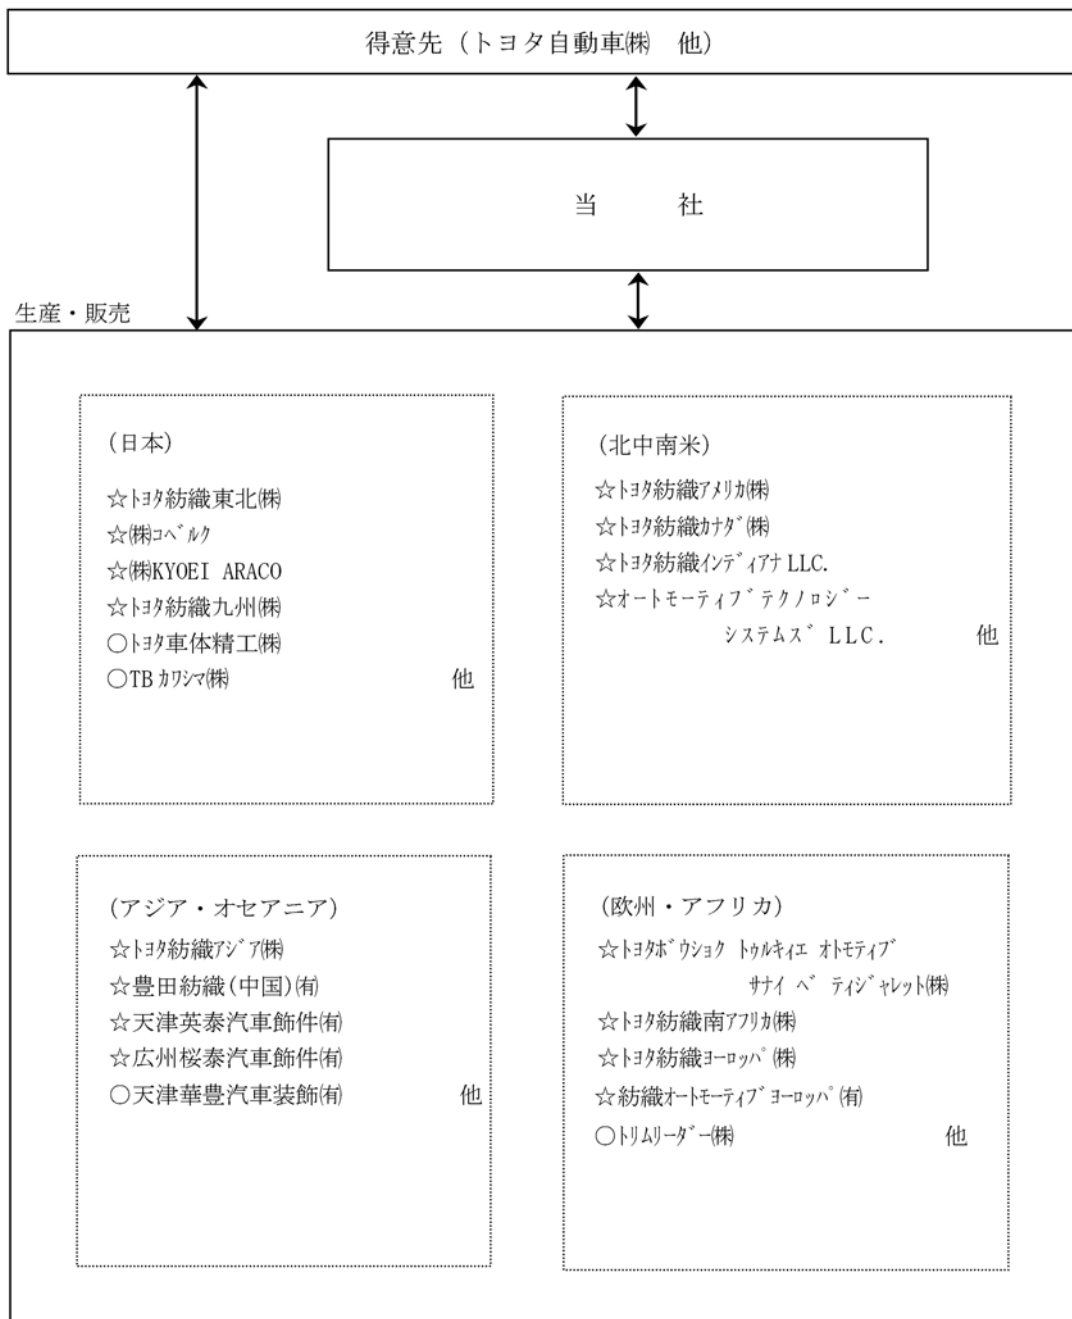 得意先（トヨタ自動車㈱　他）
当　　社
生産・販売
(日本)
☆ﾄﾖﾀ紡織東北㈱
☆㈱ｺﾍﾞﾙｸ
☆㈱KYOEI ARACO
☆ﾄﾖﾀ紡織九州㈱
○ﾄﾖﾀ車体精工㈱
○TBｶﾜｼﾏ㈱　他
(北中南米)
☆ﾄﾖﾀ紡織ｱﾒﾘｶ㈱
☆ﾄﾖﾀ紡織ｶﾅﾀﾞ㈱
☆ﾄﾖﾀ紡織ｲﾝﾃﾞｨｱﾅ LLC.
☆ｵｰﾄﾓｰﾃｨﾌﾞﾃｸﾉﾛｼﾞｰ
ｼｽﾃﾑｽﾞ LLC.　他
(アジア・オセアニア)
☆ﾄﾖﾀ紡織ｱｼﾞｱ㈱
☆豊田紡織(中国)㈲
☆天津英泰汽車飾件㈲
☆広州桜泰汽車飾件㈲
○天津華豊汽車装飾㈲　他
(欧州・アフリカ)
☆ﾄﾖﾀﾎﾞｳｼｮｸ ﾄｩﾙｷｨｴ ｵﾄﾓﾃｨﾌﾞ
ｻﾅｲ ﾍﾞ ﾃｨｼﾞｬﾚｯﾄ㈱
☆ﾄﾖﾀ紡織南ｱﾌﾘｶ㈱
☆ﾄﾖﾀ紡織ﾖｰﾛｯﾊﾟ㈱
☆紡織ｵｰﾄﾓｰﾃｨﾌﾞﾖｰﾛｯﾊﾟ㈲
○ﾄﾘﾑﾘｰﾀﾞｰ㈱　他